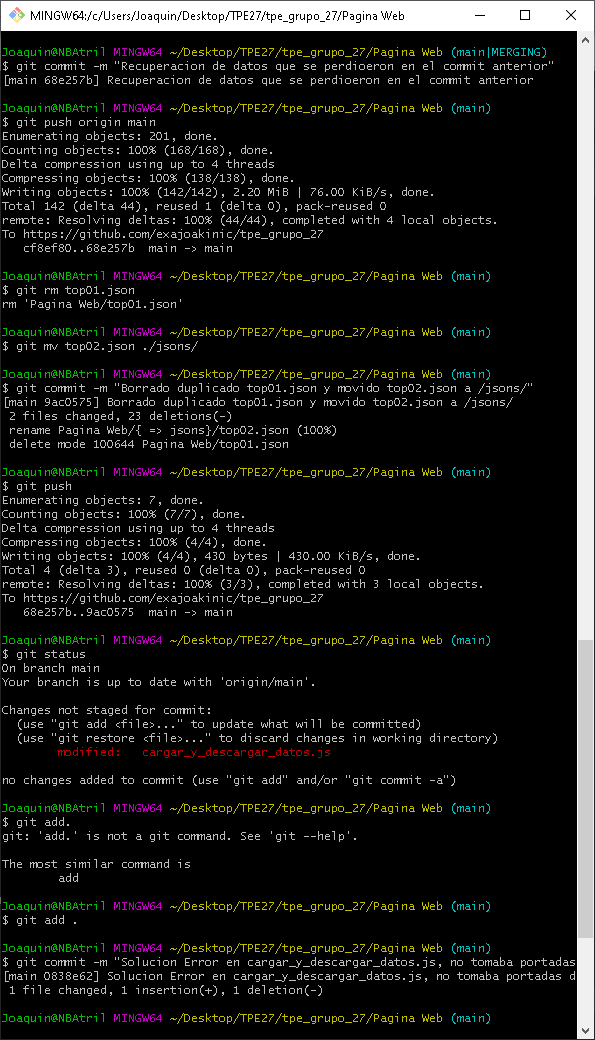 MINGW64:/c/Users/Joaquin/Desktop/TPE27/tpe_grupo_27/Pagina Web
Joaquin@NBAtril MINGW64 ~/Desktop/TPE27/tpe_grupo_27/Pagina Web (main|MERGING)
$ git commit -m "Recuperacion de datos que se perdioeron en el commit anterior"
[main 68e257b] Recuperacion de datos que se perdioeron en el commit anterior
Joaquin@NBAtril MINGW64 ~/Desktop/TPE27/tpe_grupo_27/Pagina Web (main)
$ git push origin main
Enumerating objects: 201, done.
Counting objects: 100% (168/168), done.
Delta compression using up to 4 threads
Compressing objects: 100% (138/138), done.
Writing objects: 100% (142/142), 2.20 MiB | 76.00 KiB/s, done.
Total 142 (delta 44), reused 1 (delta 0), pack-reused 0
remote: Resolving deltas: 100% (44/44), completed with 4 local objects.
To https://github.com/exajoakinic/tpe_grupo_27
   cf8ef80..68e257b  main -> main
Joaquin@NBAtril MINGW64 ~/Desktop/TPE27/tpe_grupo_27/Pagina Web (main)
$ git rm top01.json
rm 'Pagina Web/top01.json'
Joaquin@NBAtril MINGW64 ~/Desktop/TPE27/tpe_grupo_27/Pagina Web (main)
$ git mv top02.json ./jsons/
Joaquin@NBAtril MINGW64 ~/Desktop/TPE27/tpe_grupo_27/Pagina Web (main)
$ git commit -m "Borrado duplicado top01.json y movido top02.json a /jsons/"
[main 9ac0575] Borrado duplicado top01.json y movido top02.json a /jsons/
 2 files changed, 23 deletions(-)
 rename Pagina Web/{ => jsons}/top02.json (100%)
 delete mode 100644 Pagina Web/top01.json
Joaquin@NBAtril MINGW64 ~/Desktop/TPE27/tpe_grupo_27/Pagina Web (main)
$ git push
Enumerating objects: 7, done.
Counting objects: 100% (7/7), done.
Delta compression using up to 4 threads
Compressing objects: 100% (4/4), done.
Writing objects: 100% (4/4), 430 bytes | 430.00 KiB/s, done.
Total 4 (delta 3), reused 0 (delta 0), pack-reused 0
remote: Resolving deltas: 100% (3/3), completed with 3 local objects.
To https://github.com/exajoakinic/tpe_grupo_27
   68e257b..9ac0575  main -> main
Joaquin@NBAtril MINGW64 ~/Desktop/TPE27/tpe_grupo_27/Pagina Web (main)
$ git status
On branch main
Your branch is up to date with 'origin/main'.
Changes not staged for commit:
  (use "git add <file>..." to update what will be committed)
  (use "git restore <file>..." to discard changes in working directory)
        modified:   cargar_y_descargar_datos.js
no changes added to commit (use "git add" and/or "git commit -a")
Joaquin@NBAtril MINGW64 ~/Desktop/TPE27/tpe_grupo_27/Pagina Web (main)
$ git add.
git: 'add.' is not a git command. See 'git --help'.
The most similar command is
        add
Joaquin@NBAtril MINGW64 ~/Desktop/TPE27/tpe_grupo_27/Pagina Web (main)
$ git add .
Joaquin@NBAtril MINGW64 ~/Desktop/TPE27/tpe_grupo_27/Pagina Web (main)
$ git commit -m "Solucion Error en cargar_y_descargar_datos.js, no tomaba portadas
[main 0838e62] Solucion Error en cargar_y_descargar_datos.js, no tomaba portadas d
 1 file changed, 1 insertion(+), 1 deletion(-)
Joaquin@NBAtril MINGW64 ~/Desktop/TPE27/tpe_grupo_27/Pagina Web (main)